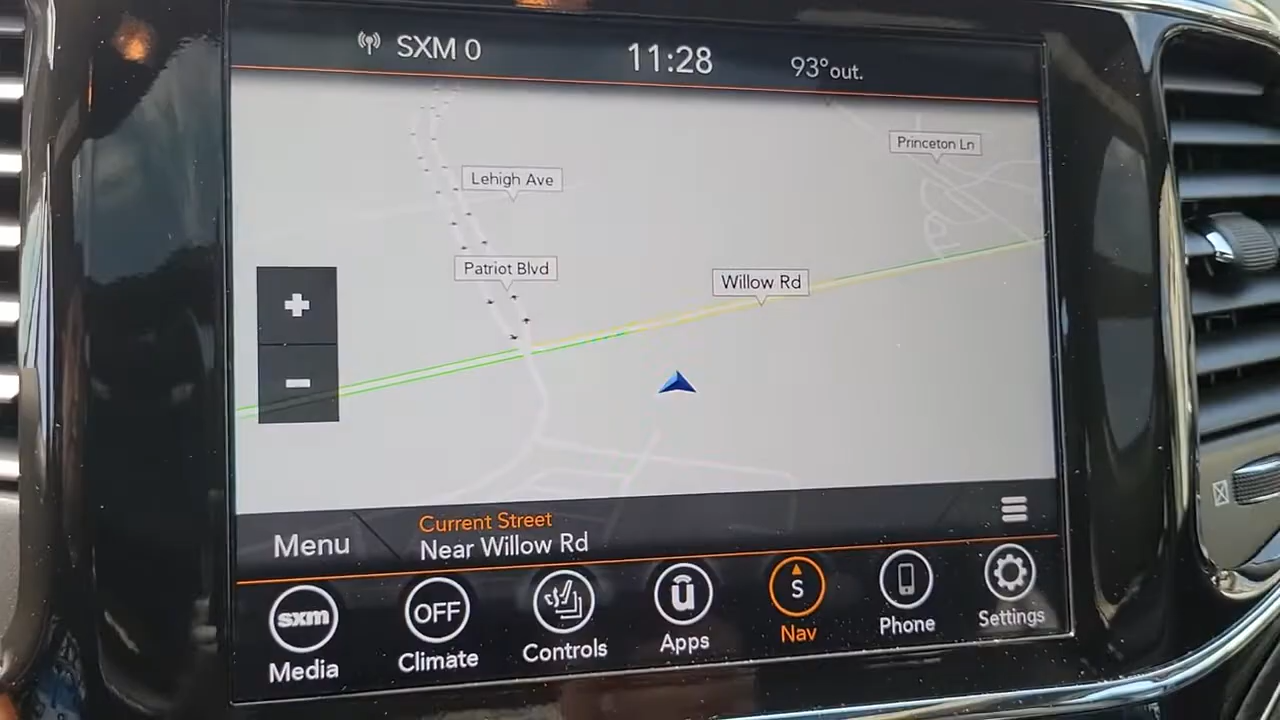 SXM 0
11:28
93°out.
Princeton Ln
Lehigh Ave
Patriot Blvd
Willow Rd
+
-
Menu
Current Street
Near Willow Rd
sxm
Media
OFF
Climate
Controls
u
Apps
S
Nav
Phone
Settings